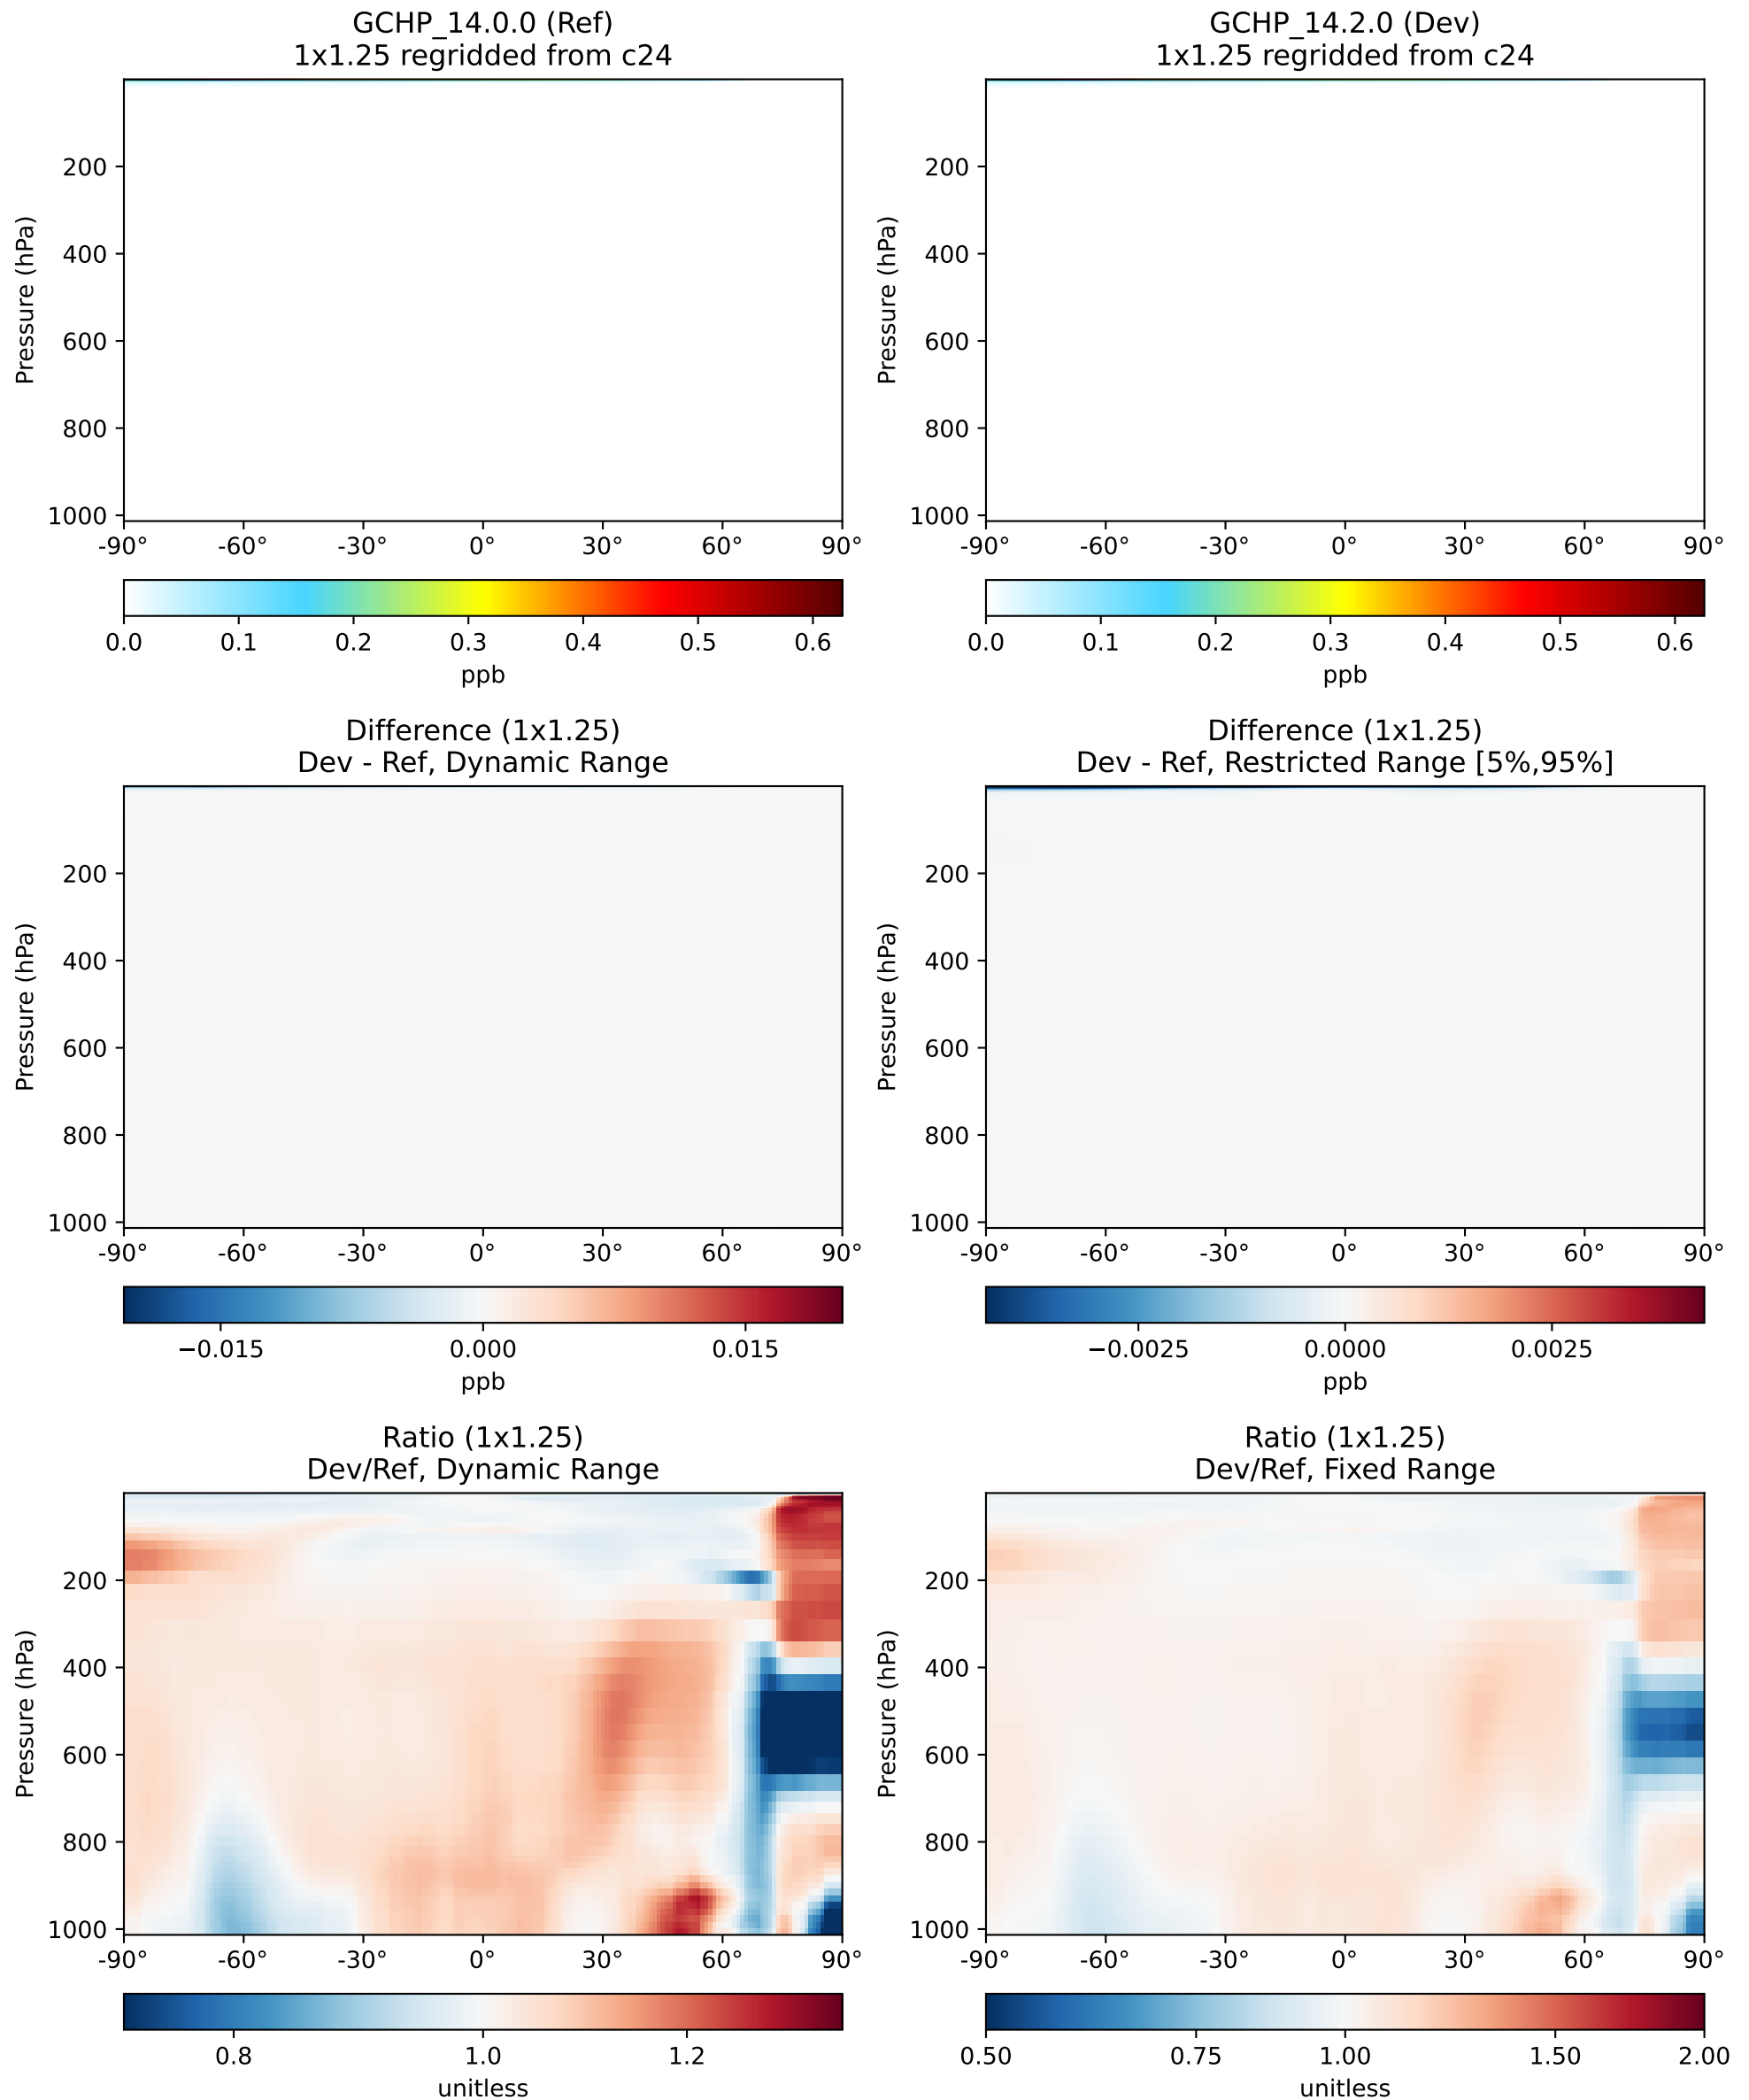 GCHP_14.0.0 (Ref)
1x1.25 regridded from c24
Pressure (hPa)
200
400
600
800
1000
-90° -60° -30° 0° 30° 60° 90°
0.0 0.1 0.2 0.3 0.4 0.5 0.6
ppb
GCHP_14.2.0 (Dev)
1x1.25 regridded from c24
Pressure (hPa)
200
400
600
800
1000
-90° -60° -30° 0° 30° 60° 90°
0.0 0.1 0.2 0.3 0.4 0.5 0.6
ppb
Difference (1x1.25)
Dev - Ref, Dynamic Range
Pressure (hPa)
200
400
600
800
1000
-90° -60° -30° 0° 30° 60° 90°
−0.015 0.000 0.015
ppb
Difference (1x1.25)
Dev - Ref, Restricted Range [5%,95%]
Pressure (hPa)
200
400
600
800
1000
-90° -60° -30° 0° 30° 60° 90°
−0.0025 0.0000 0.0025
ppb
Ratio (1x1.25)
Dev/Ref, Dynamic Range
Pressure (hPa)
200
400
600
800
1000
-90° -60° -30° 0° 30° 60° 90°
0.8 1.0 1.2
unitless
Ratio (1x1.25)
Dev/Ref, Fixed Range
Pressure (hPa)
200
400
600
800
1000
-90° -60° -30° 0° 30° 60° 90°
0.50 0.75 1.00 1.50 2.00
unitless